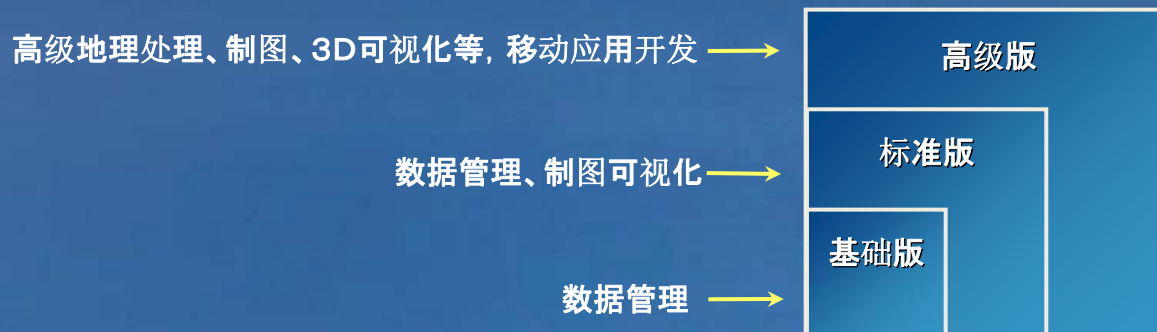 高级地理处理、制图、3D可视化等，移动应用开发
高级版
标准版
数据管理、制图可视化
基础版
数据管理